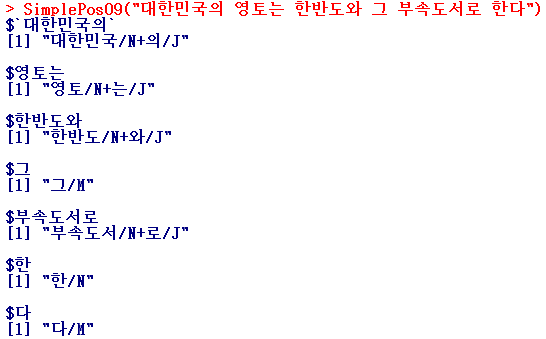 > SimplePos09("대한민국의 영토는 한반도와 그 부속도서로 한다")
$`대한민국의`
[1] "대한민국/N+의/J"
$영토는
[1] "영토/N+는/J"
$한반도와
[1] "한반도/N+와/J"
$그
[1] "그/M"
$부속도서로
[1] "부속도서/N+로/J"
$한
[1] "한/N"
$다
[1] "다/M"